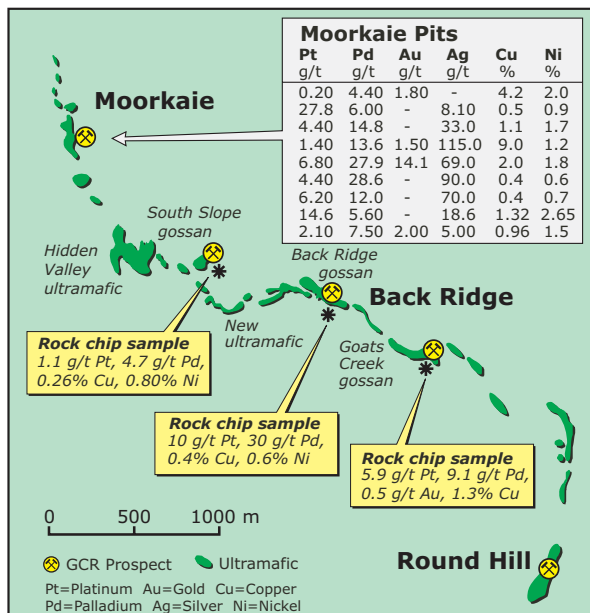 Moorkaie Pits
Pt Pd Au Ag Cu Ni
g/t g/t g/t g/t % %
0.20 4.40 1.80 - 4.2 2.0
27.8 6.00 - 8.10 0.5 0.9
4.40 14.8 - 33.0 1.1 1.7
1.40 13.6 1.50 115.0 9.0 1.2
6.80 27.9 14.1 69.0 2.0 1.8
4.40 28.6 - 90.0 0.4 0.6
6.20 12.0 - 70.0 0.4 0.7
14.6 5.60 - 18.6 1.32 2.65
2.10 7.50 2.00 5.00 0.96 1.5
Moorkaie
South Slope
gossan
Hidden
Valley
ultramafic
Back Ridge
gossan
Back Ridge
New
ultramafic
Goats
Creek
gossan
Rock chip sample
1.1 g/t Pt, 4.7 g/t Pd,
0.26% Cu, 0.80% Ni
Rock chip sample
10 g/t Pt, 30 g/t Pd,
0.4% Cu, 0.6% Ni
Rock chip sample
5.9 g/t Pt, 9.1 g/t Pd,
0.5 g/t Au, 1.3% Cu
0 500 1000 m
Round Hill
GCR Prospect Ultramafic
Pt=Platinum Au=Gold Cu=Copper
Pd=Palladium Ag=Silver Ni=Nickel